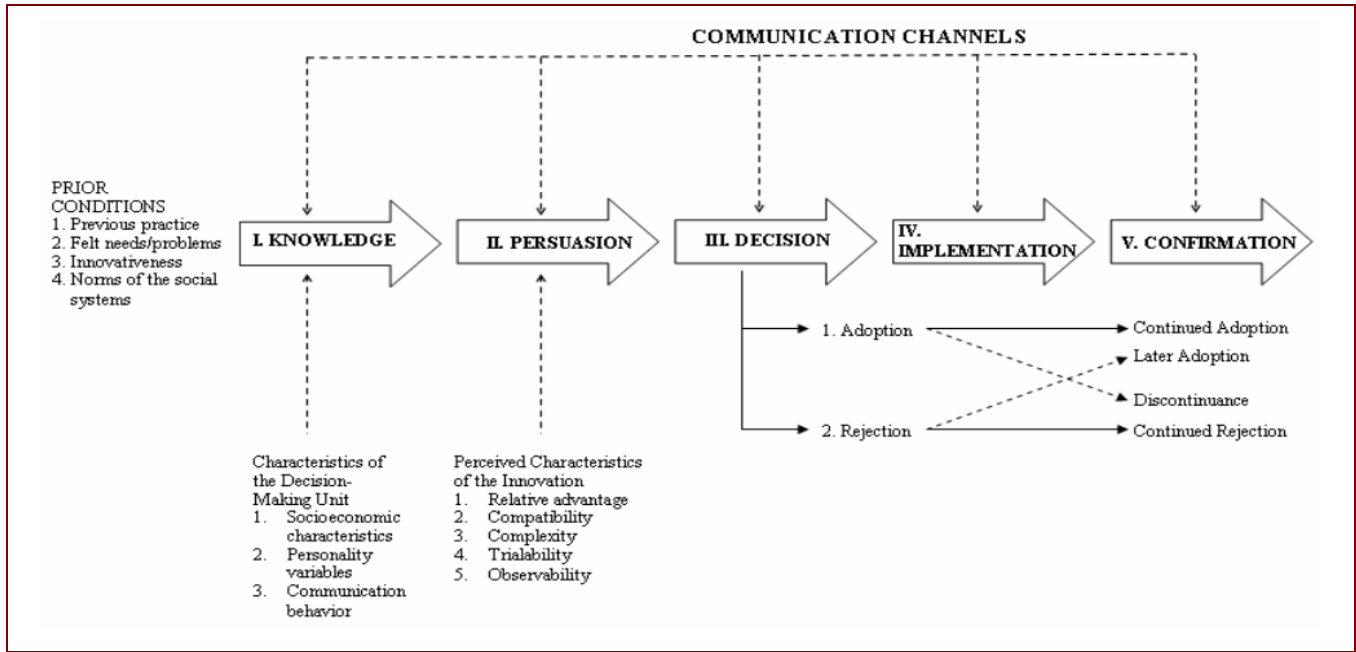 COMMUNICATION CHANNELS
PRIOR
CONDITIONS
1. Previous practice
2. Felt needs/problems
3. Innovativeness
4. Norms of the social
systems
I. KNOWLEDGE
II. PERSUASION
III. DECISION
IV.
IMPLEMENTATION
V. CONFIRMATION
1. Adoption
Continued Adoption
Later Adoption
Discontinuance
2. Rejection
Continued Rejection
Characteristics of
the Decision-
Making Unit
1. Socioeconomic
characteristics
2. Personality
variables
3. Communication
behavior
Perceived Characteristics
of the Innovation
1. Relative advantage
2. Compatibility
3. Complexity
4. Trialability
5. Observability